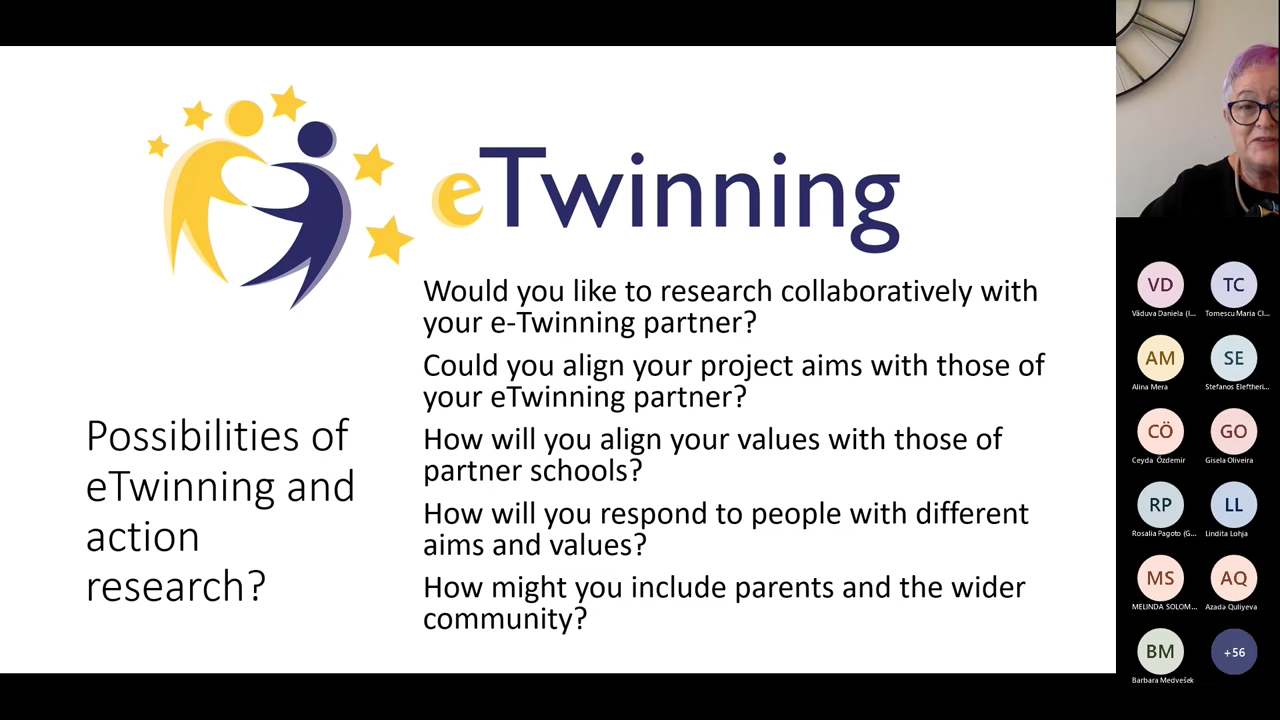 eTwinning
Would you like to research collaboratively with
your e-Twinning partner?
Could you align your project aims with those of
your eTwinning partner?
How will you align your values with those of
partner schools?
How will you respond to people with different
aims and values?
How might you include parents and the wider
community?
Possibilities of
eTwinning and
action
research?
VD
TC
Văduva Daniela (I...
Tomescu Maria Cl...
AM
SE
Alina Mera
Stefanos Eleftheri...
CÖ
GO
Ceyda Özdemir
Gisela Oliveira
RP
LL
Rosalia Pagoto (G...
Lindita Lohja
MS
AQ
MELINDA SOLOM...
Azadə Quliyeva
BM
+56
Barbara Medvešek